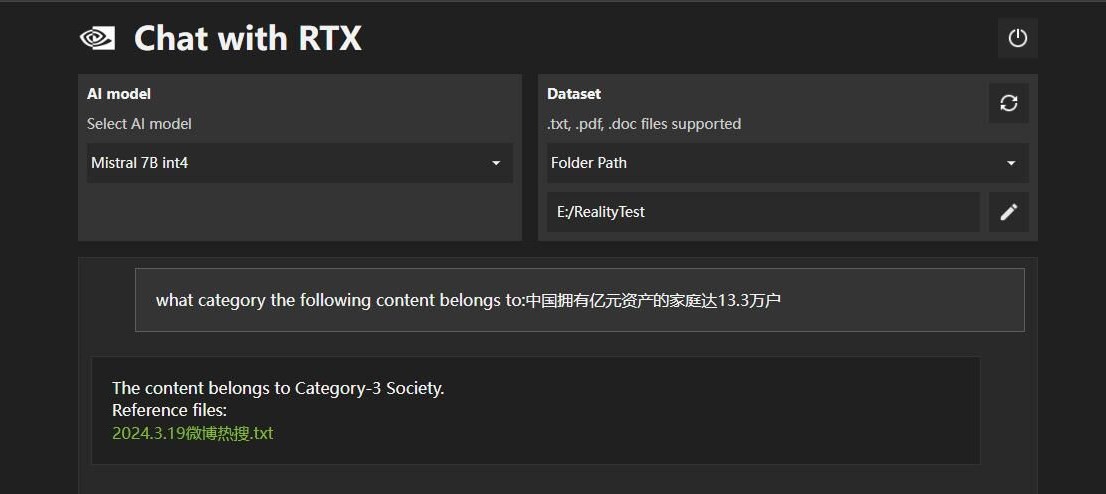 Chat with RTX
AI model
Select AI model
Mistral 7B int4
Dataset
.txt, .pdf, .doc files supported
Folder Path
E:/RealityTest
what category the following content belongs to:中国拥有亿元资产的家庭达13.3万户
The content belongs to Category-3 Society.
Reference files:
2024.3.19微博热搜.txt